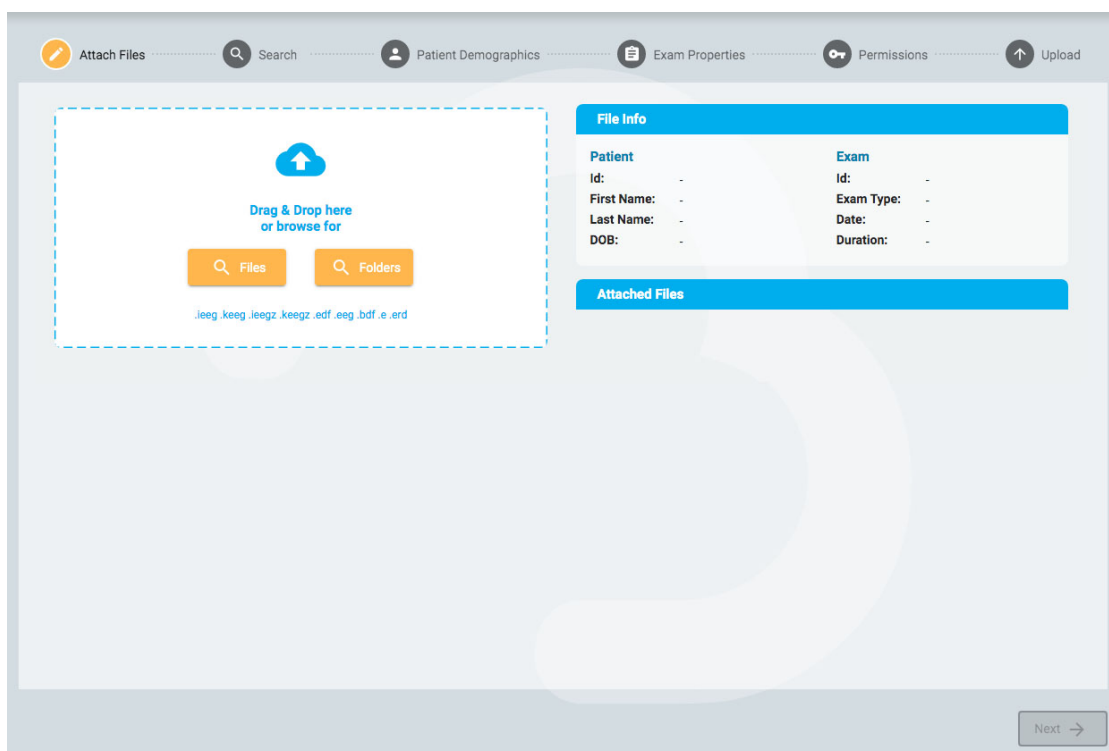 Attach Files
Search
Patient Demographics
Exam Properties
Permissions
Upload
Drag & Drop here
or browse for
Files
Folders
.ieeg .keeg .ieegz .keegz .edf .eeg .bdf .e .erd
File Info
Patient
Id: -
First Name: -
Last Name: -
DOB: -
Exam
Id: -
Exam Type: -
Date: -
Duration: -
Attached Files
Next